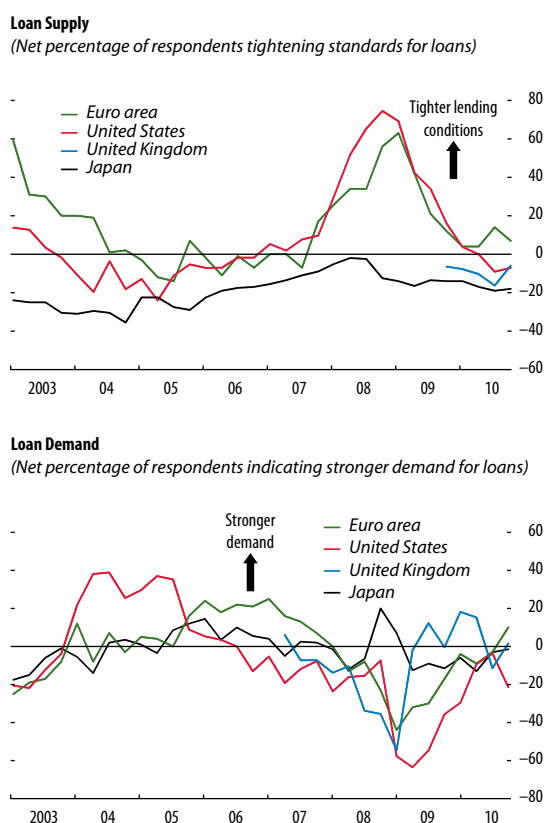 Loan Supply
(Net percentage of respondents tightening standards for loans)
Euro area
United States
United Kingdom
Japan
Tighter lending
conditions
80
60
40
20
0
−20
−40
−60
2003 04 05 06 07 08 09 10
Loan Demand
(Net percentage of respondents indicating stronger demand for loans)
Stronger
demand
Euro area
United States
United Kingdom
Japan
60
40
20
0
−20
−40
−60
−80
2003 04 05 06 07 08 09 10